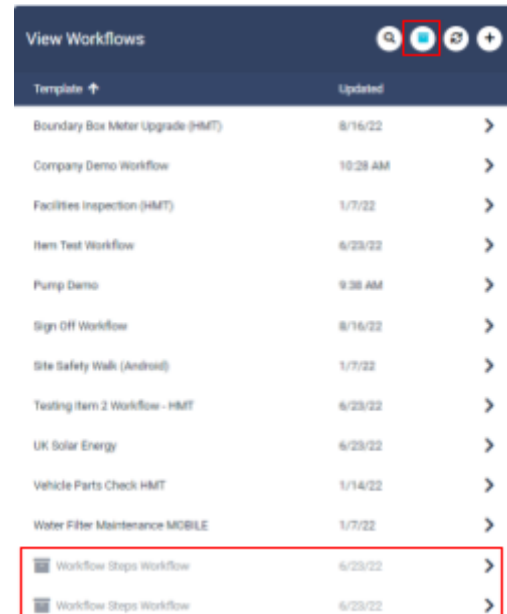 View Workflows
Template ↑ Updated
Boundary Box Meter Upgrade (HMT) 8/16/22
Company Demo Workflow 10:28 AM
Facilities Inspection (HMT) 1/7/22
Item Test Workflow 6/23/22
Pump Demo 9:38 AM
Sign Off Workflow 8/16/22
Site Safety Walk (Android) 1/7/22
Testing Item 2 Workflow - HMT 6/23/22
UK Solar Energy 6/23/22
Vehicle Parts Check HMT 1/14/22
Water Filter Maintenance MOBILE 1/7/22
Workflow Steps Workflow 6/23/22
Workflow Steps Workflow 6/23/22